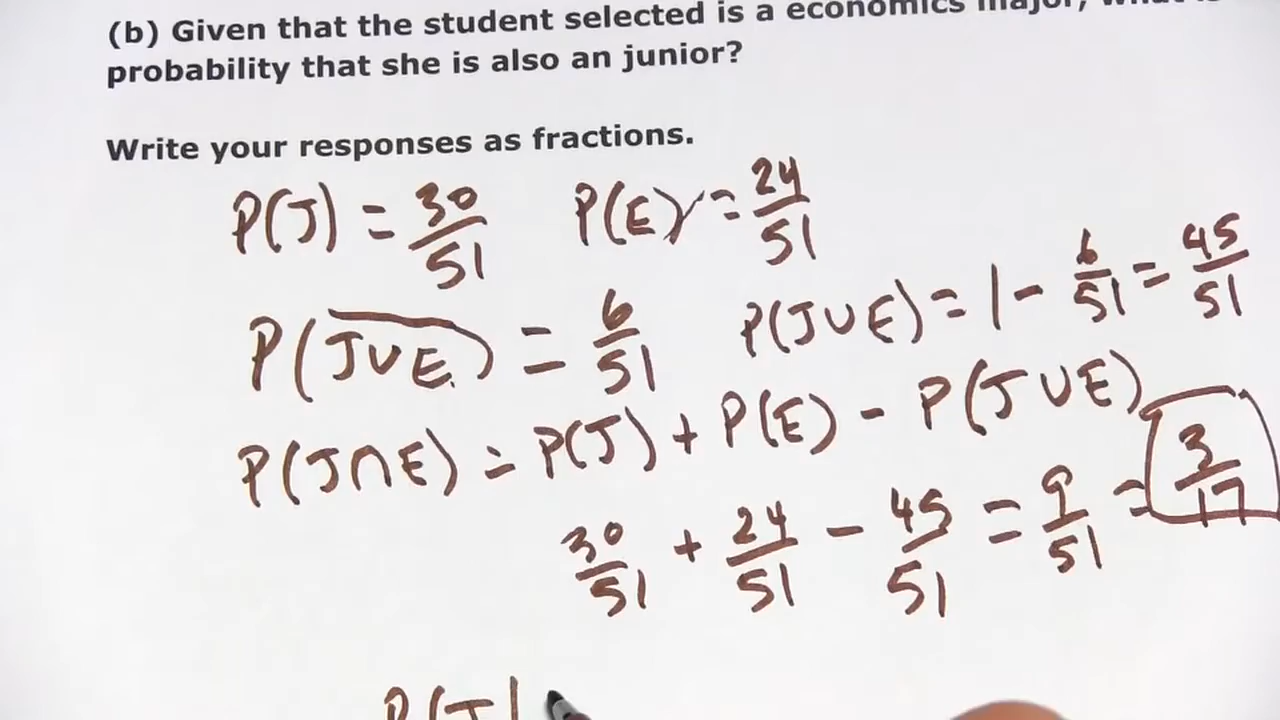 (b) Given that the student selected is a economics major, what is
probability that she is also an junior?
Write your responses as fractions.
P(J) = 30/51 P(E) = 24/51
P(J∪E)‾ = 6/51 P(J∪E) = 1 - 6/51 = 45/51
P(J∩E) = P(J) + P(E) - P(J∪E)
30/51 + 24/51 - 45/51 = 9/51 = 3/17
P(J|